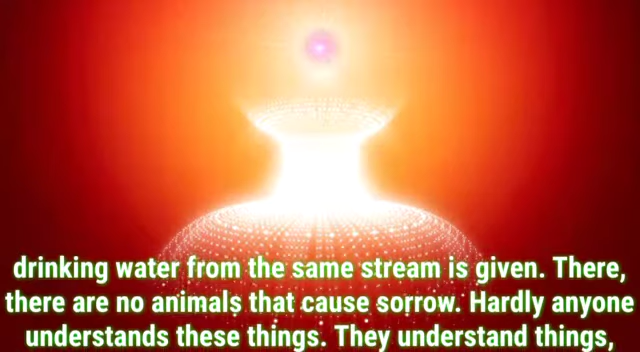 drinking water from the same stream is given. There,
there are no animals that cause sorrow. Hardly anyone
understands these things. They understand things,